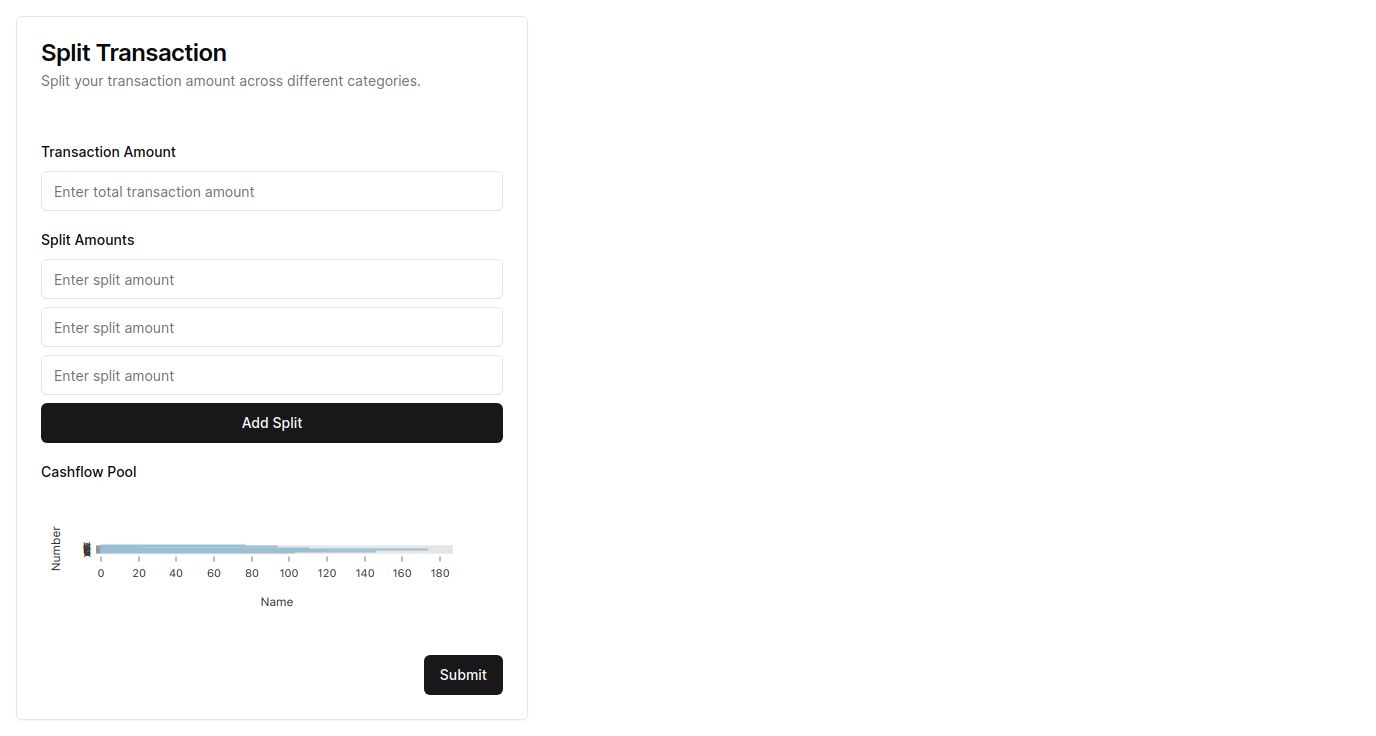 Split Transaction
Split your transaction amount across different categories.
Transaction Amount
Enter total transaction amount
Split Amounts
Enter split amount
Enter split amount
Enter split amount
Add Split
Cashflow Pool
Number
0 20 40 60 80 100 120 140 160 180
Name
Submit